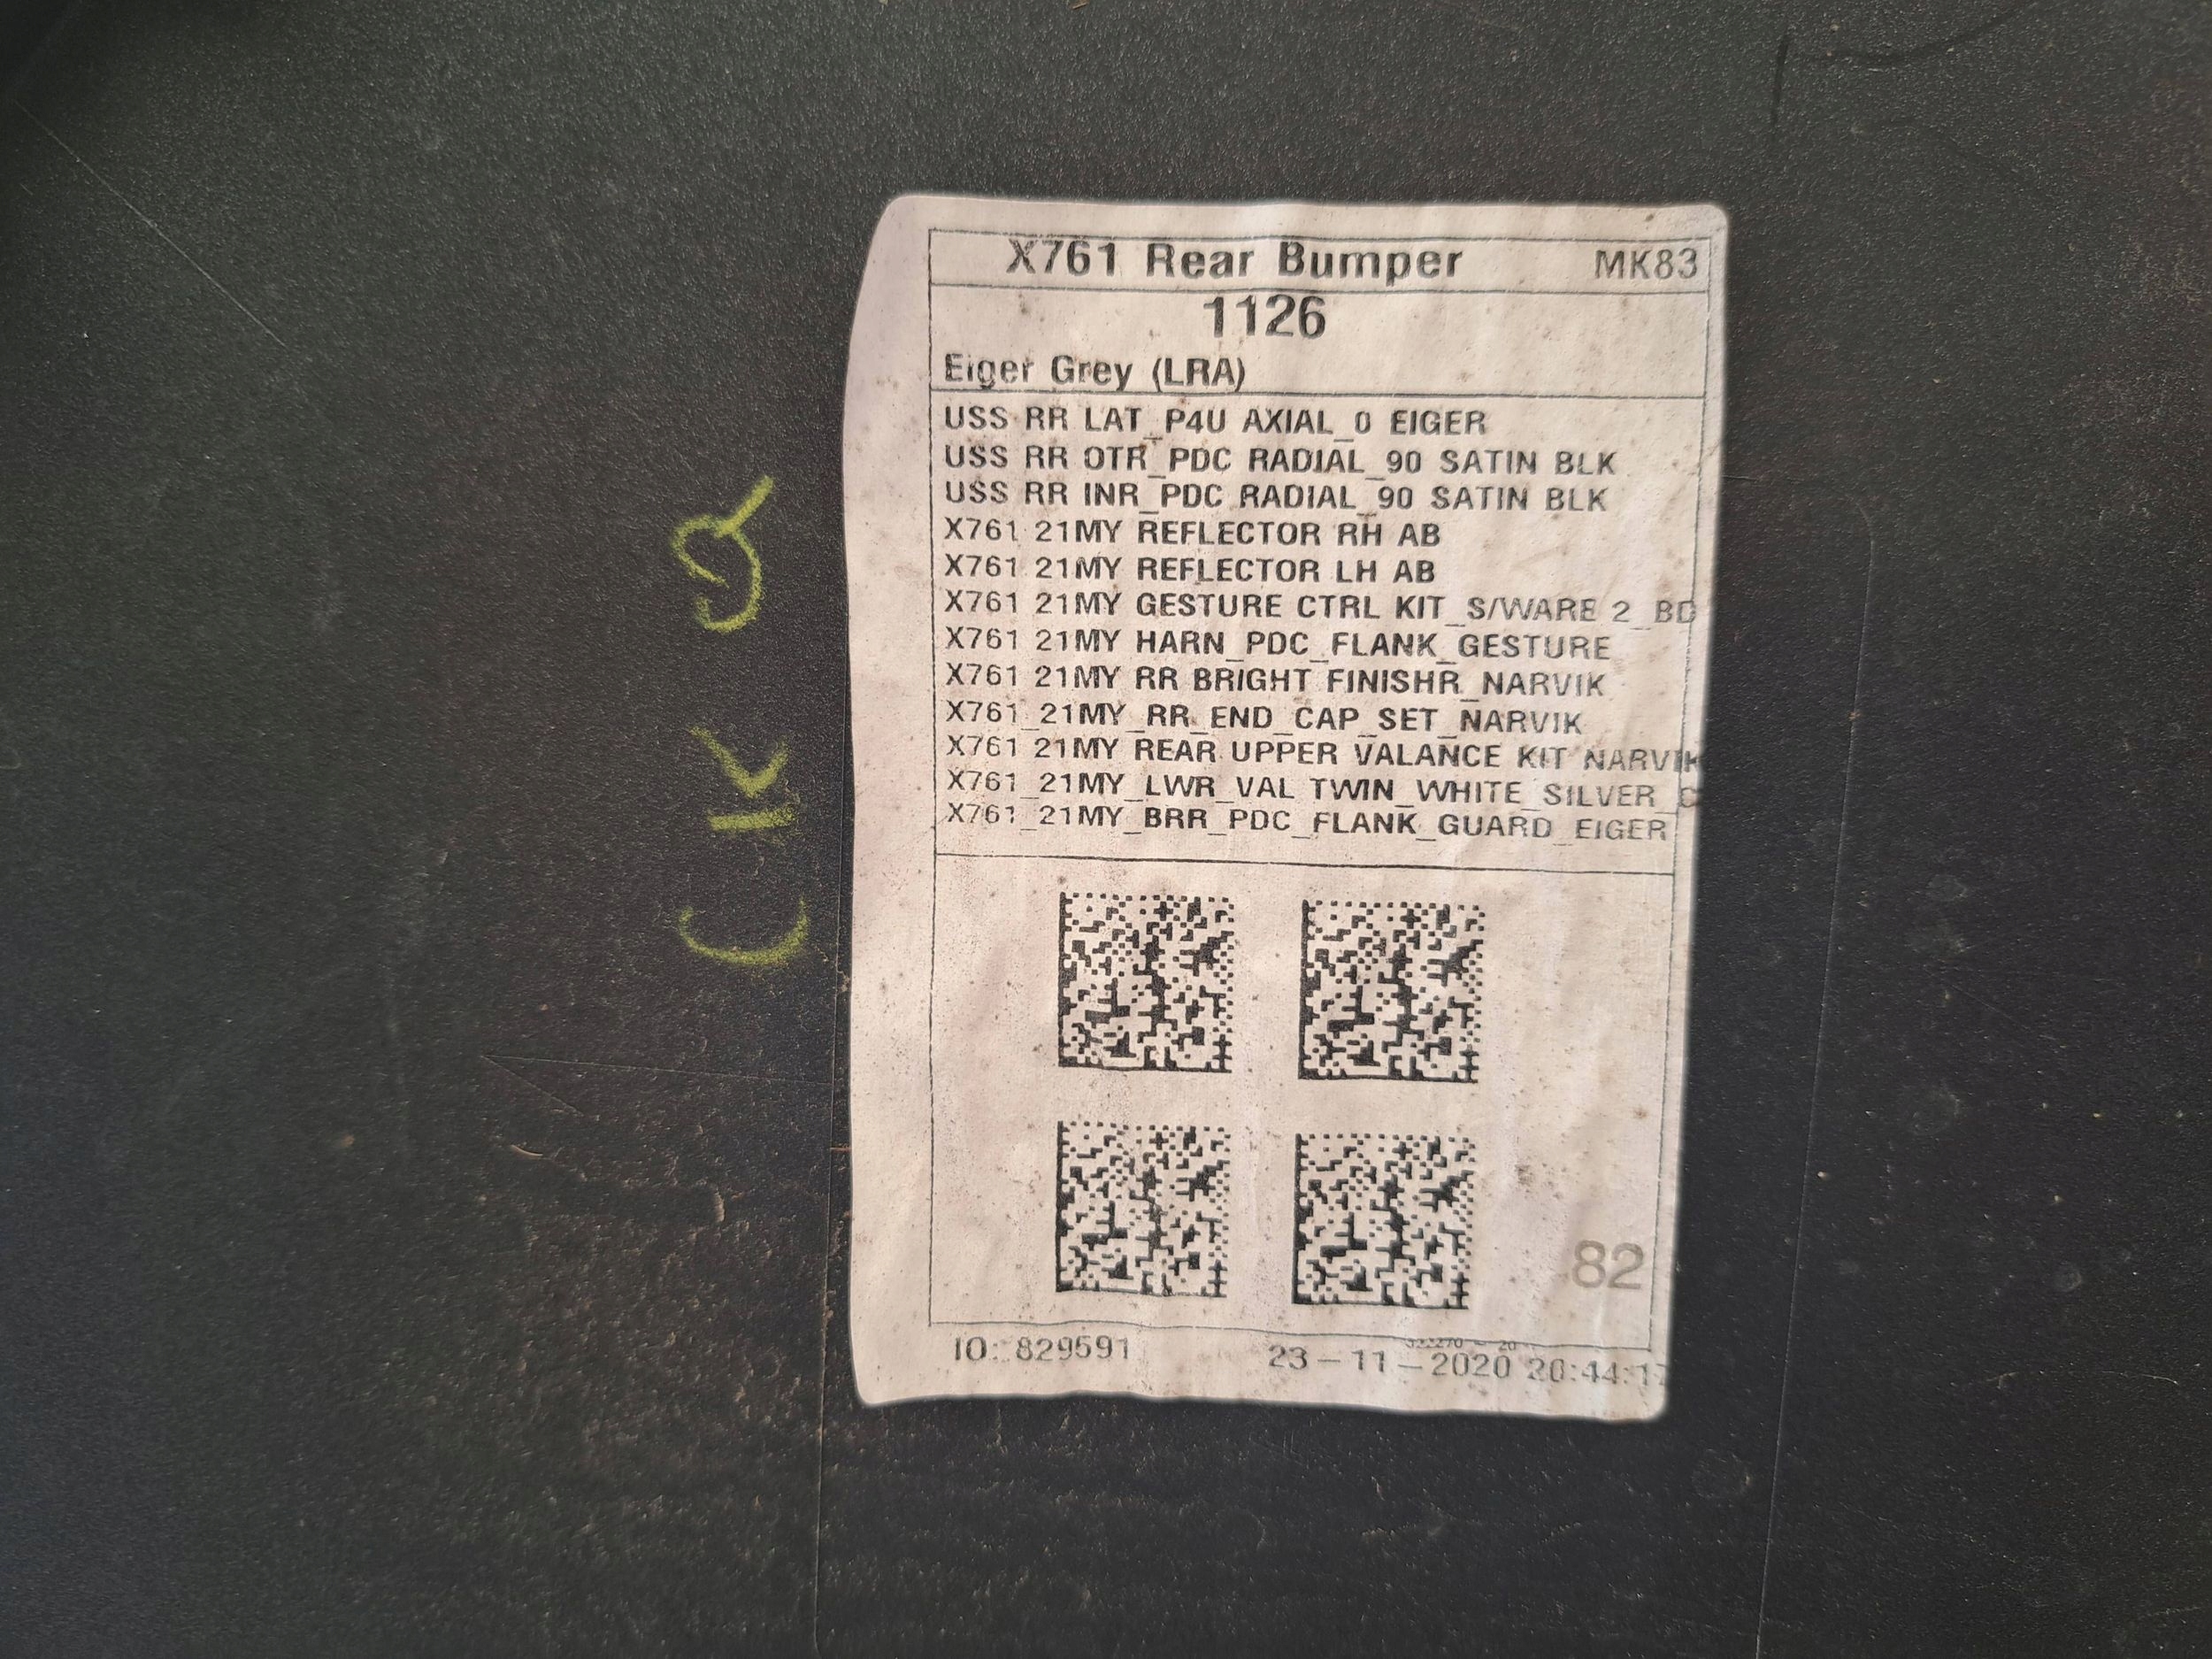 X761 Rear Bumper MK83
1126
Eiger Grey (LRA)
USS RR LAT_P4U AXIAL_0 EIGER
USS RR OTR_PDC RADIAL_90 SATIN BLK
USS RR INR_PDC RADIAL_90 SATIN BLK
X761 21MY REFLECTOR RH AB
X761 21MY REFLECTOR LH AB
X761 21MY GESTURE CTRL KIT_S/WARE 2_BD
X761 21MY HARN_PDC_FLANK_GESTURE
X761 21MY RR BRIGHT FINISHR_NARVIK
X761_21MY_RR_END_CAP_SET_NARVIK
X761 21MY REAR UPPER VALANCE KIT NARVIK
X761_21MY_LWR_VAL TWIN_WHITE_SILVER_C
X761_21MY_BRR_PDC_FLANK_GUARD_EIGER
82
IO: 829591 23-11-2020 20:44:17